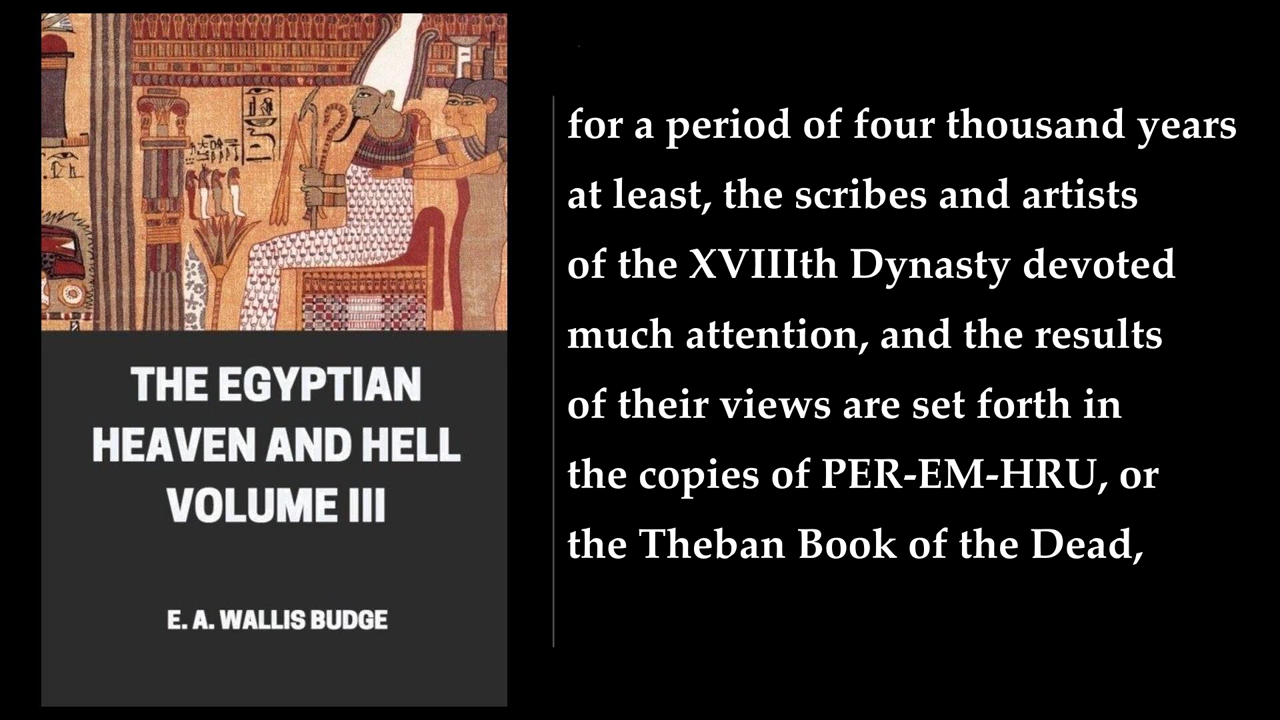 THE EGYPTIAN
HEAVEN AND HELL
VOLUME III
E. A. WALLIS BUDGE
for a period of four thousand years
at least, the scribes and artists
of the XVIIIth Dynasty devoted
much attention, and the results
of their views are set forth in
the copies of PER-EM-HRU, or
the Theban Book of the Dead,